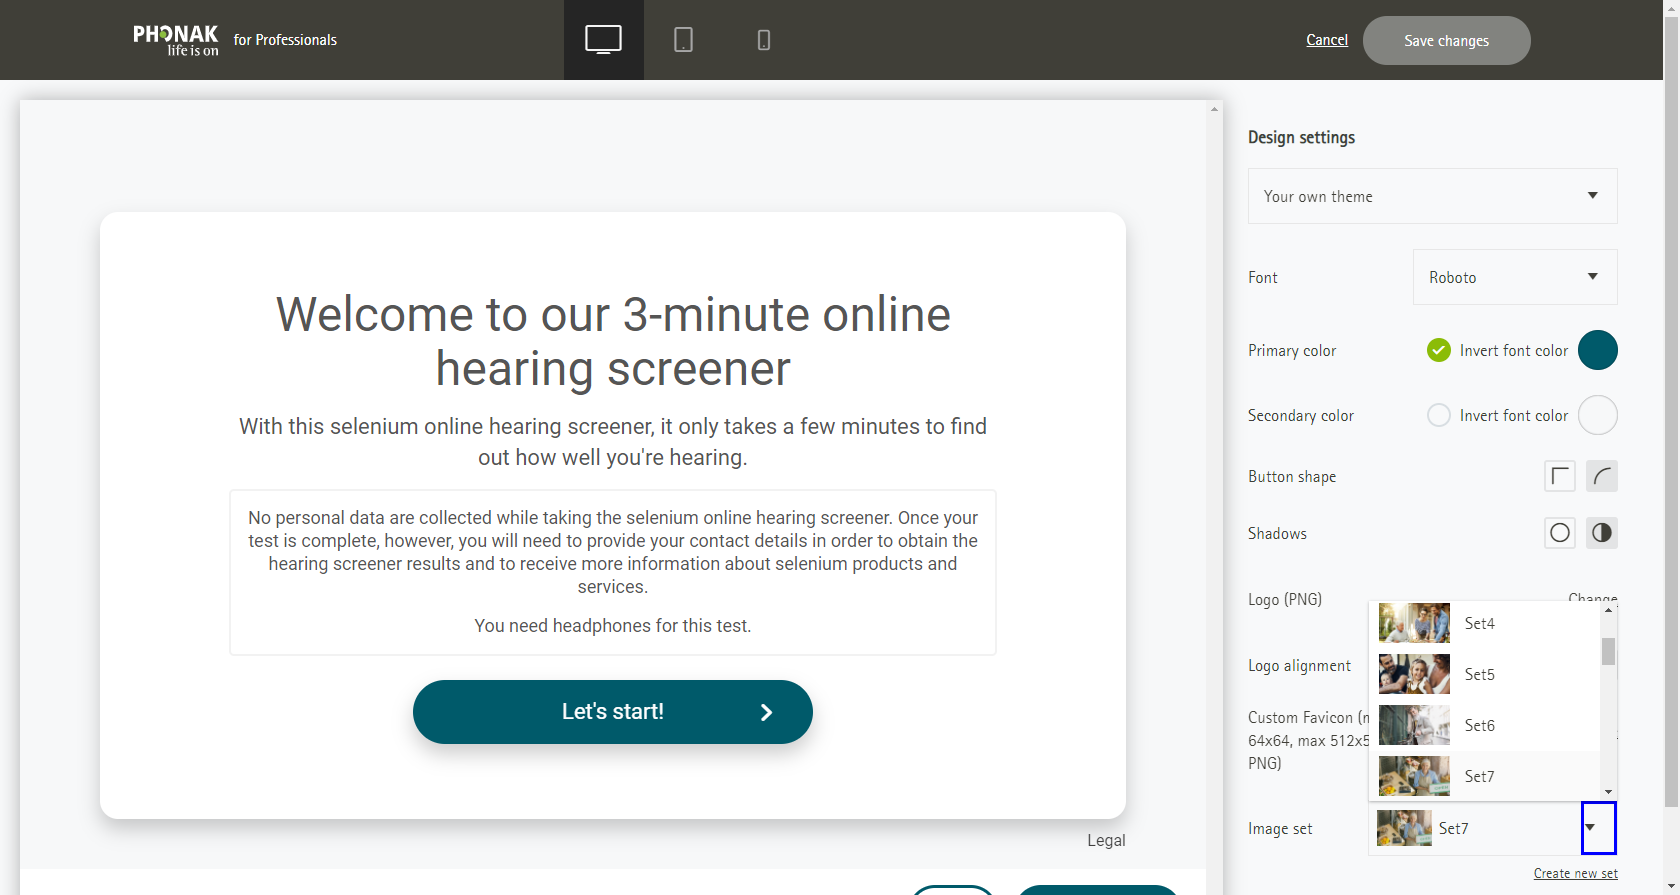 PHONAK
life is on
for Professionals
Cancel
Save changes
Welcome to our 3-minute online
hearing screener
With this selenium online hearing screener, it only takes a few minutes to find
out how well you're hearing.
No personal data are collected while taking the selenium online hearing screener. Once your
test is complete, however, you will need to provide your contact details in order to obtain the
hearing screener results and to receive more information about selenium products and
services.
You need headphones for this test.
Let's start!
Legal
Design settings
Your own theme
Font
Roboto
Primary color
Invert font color
Secondary color
Invert font color
Button shape
Shadows
Logo (PNG)
Change
Set4
Logo alignment
Set5
Custom Favicon (
64x64, max 512x5
PNG)
Set6
Set7
Image set
Set7
Create new set